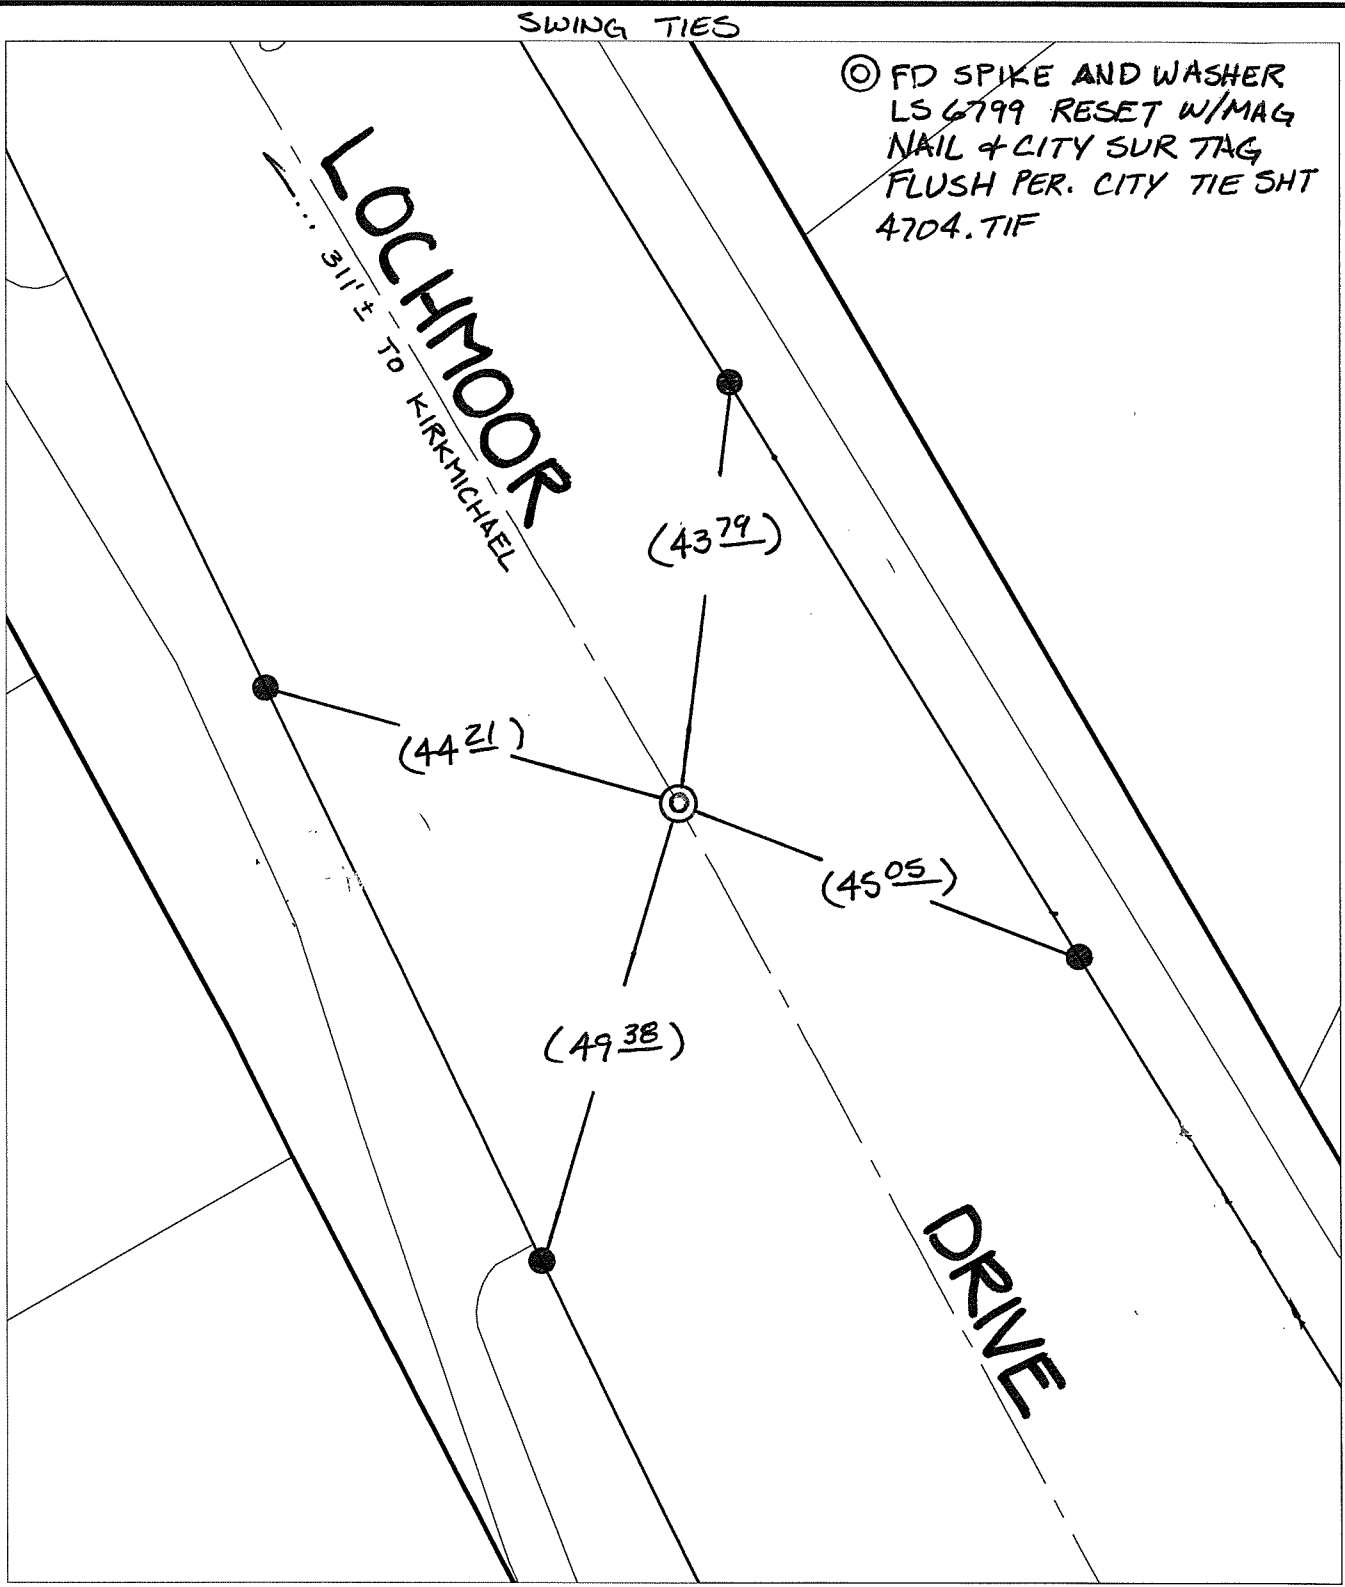 SWING TIES
◎ FD SPIKE AND WASHER
LS 6799 RESET W/MAG
NAIL & CITY SUR TAG
FLUSH PER. CITY TIE SHT
4704.TIF
LOCHMOOR
311'± TO KIRKMICHAEL
(43 79)
(44 21)
(45 05)
(49 38)
DRIVE